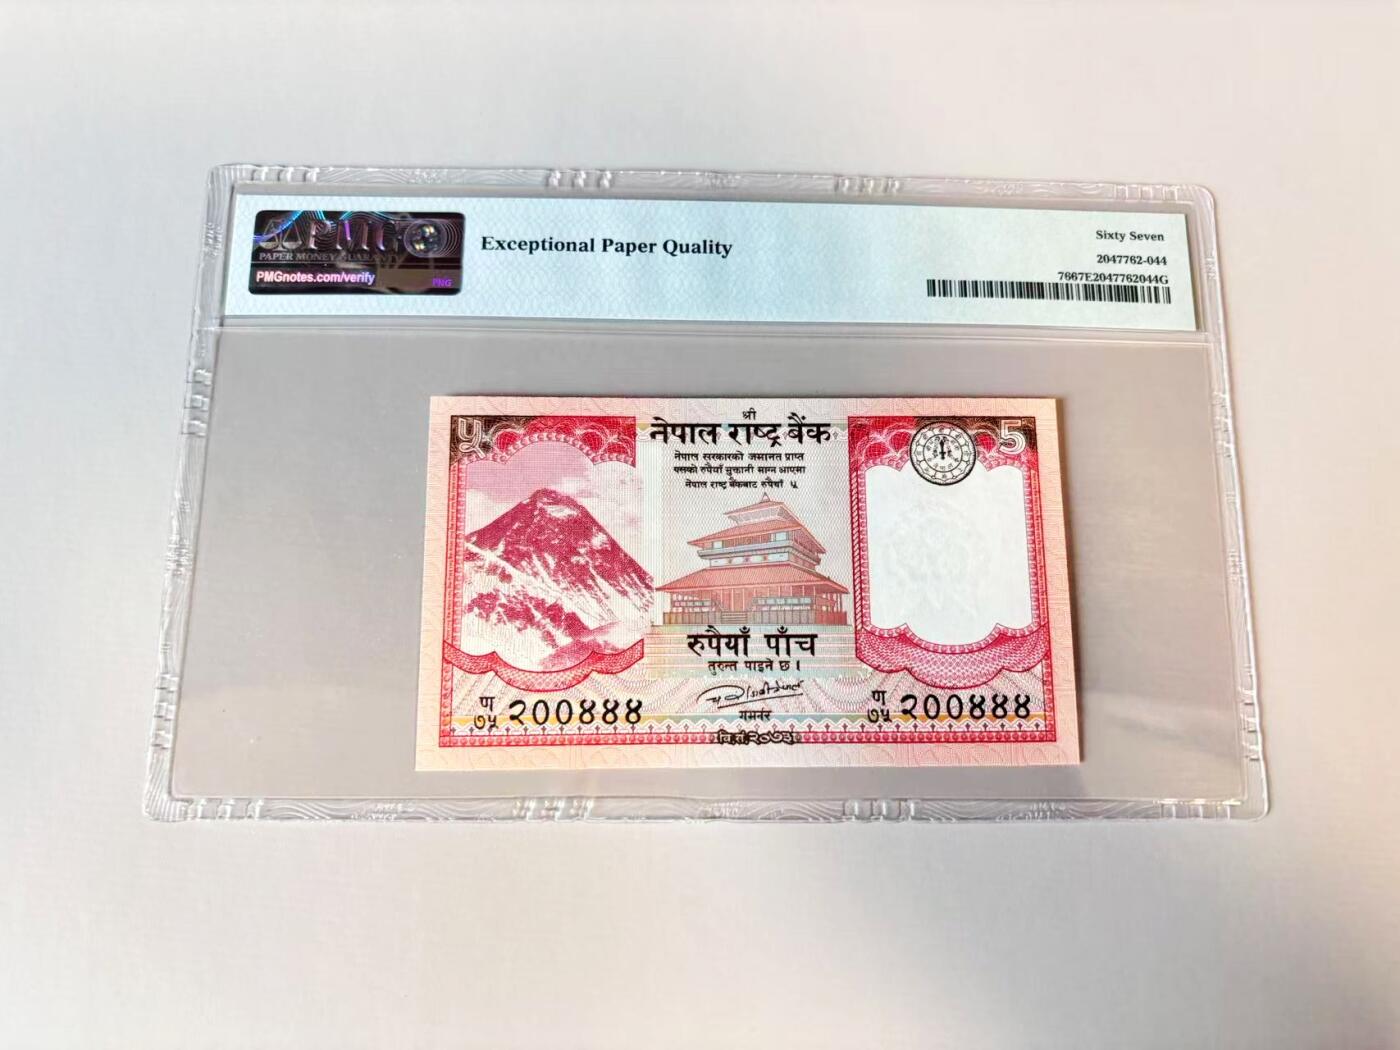 PMG
PAPER MONEY GUARANTY
PMGnotes.com/verify
PNG
Exceptional Paper Quality
Sixty Seven
2047762-044
7667E2047762044G
५
श्री
नेपाल राष्ट्र बैंक
5
नेपाल सरकारको जमानत प्राप्त
यसको रुपैयाँ भुक्तानी माग्न आएमा
नेपाल राष्ट्र बैंकबाट रुपैयाँ ५
रुपैयाँ पाँच
तुरुन्त पाइने छ ।
ण
७५ २००४४४
गभर्नर
ण
७५ २००४४४